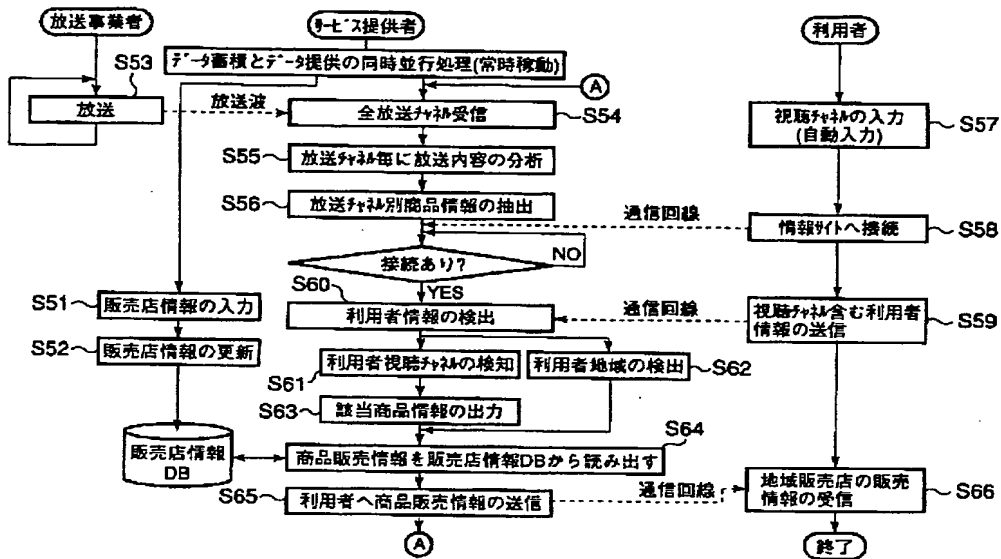 放送事業者
サービス提供者
利用者
データ蓄積とデータ提供の同時並行処理(常時稼動)
S53
放送
放送波
A
全放送チャネル受信
S54
視聴チャネルの入力
(自動入力)
S57
S55
放送チャネル毎に放送内容の分析
S56
放送チャネル別商品情報の抽出
通信回線
情報サイトへ接続
S58
接続あり?
NO
YES
S60
S51
販売店情報の入力
利用者情報の検出
通信回線
視聴チャネル含む利用者
情報の送信
S59
S52
販売店情報の更新
利用者視聴チャネルの検知
利用者地域の検出
S62
S61
S63
該当商品情報の出力
S64
販売店情報
DB
商品販売情報を販売店情報DBから読み出す
S65
利用者へ商品販売情報の送信
通信回線
地域販売店の販売
情報の受信
S66
A
終了